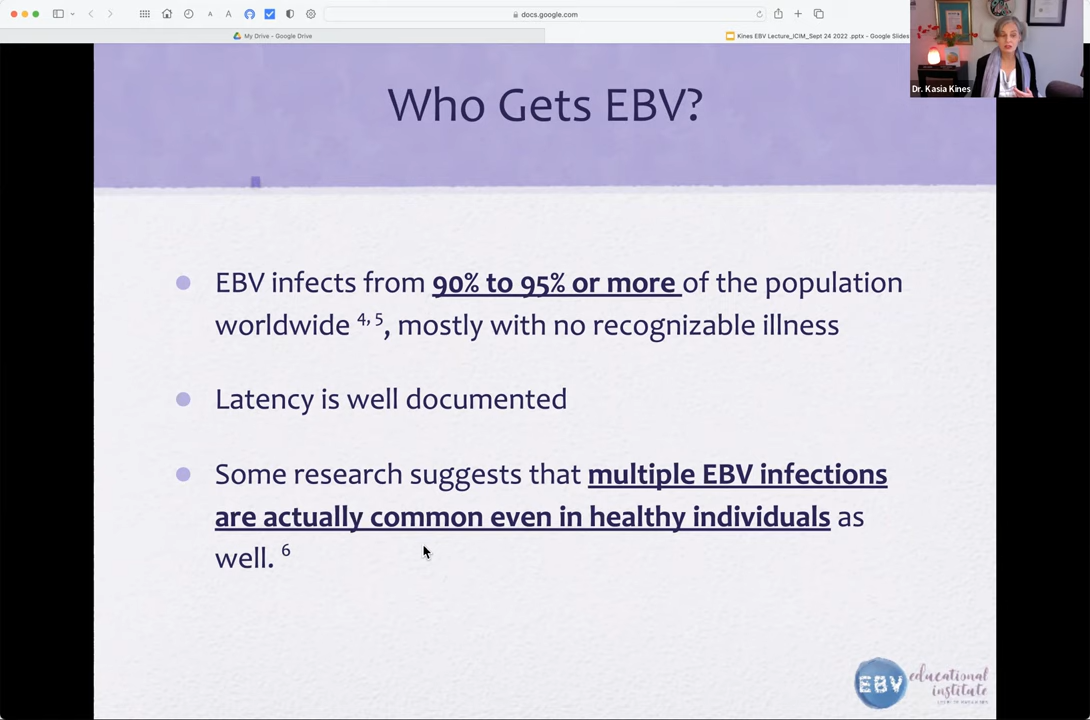 A A
docs.google.com
My Drive - Google Drive
Kines EBV Lecture_ICIM_Sept 24 2022 .pptx - Google Slides
Dr. Kasia Kines
Who Gets EBV?
EBV infects from 90% to 95% or more of the population
worldwide 4, 5, mostly with no recognizable illness
Latency is well documented
Some research suggests that multiple EBV infections
are actually common even in healthy individuals as
well. 6
EBV educational
institute